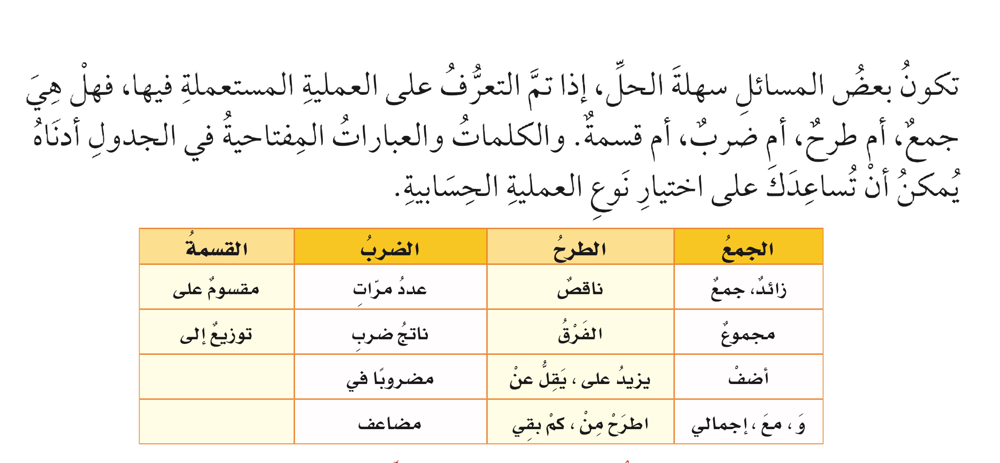 تكونُ بعضُ المسائلِ سهلةَ الحلِّ، إذا تمَّ التعرُّفُ على العمليةِ المستعملةِ فيها، فهلْ هِيَ
جمعٌ، أم طرحٌ، أم ضربٌ، أم قسمةٌ. والكلماتُ والعباراتُ المِفتاحيةُ في الجدولِ أدنَاهُ
يُمكنُ أنْ تُساعِدَكَ على اختيارِ نَوعِ العمليةِ الحِسَابيةِ.
الجمعُ الطرحُ الضربُ القسمةُ
زائدٌ، جمعٌ ناقصٌ عددُ مرّاتِ مقسومٌ على
مجموعٌ الفَرْقُ ناتجُ ضربِ توزيعٌ إلى
أضفْ يزيدُ على ، يَقِلُّ عنْ مضروبًا في
وَ ، معَ ، إجمالي اطرَحْ مِنْ ، كمْ بقِي مضاعف